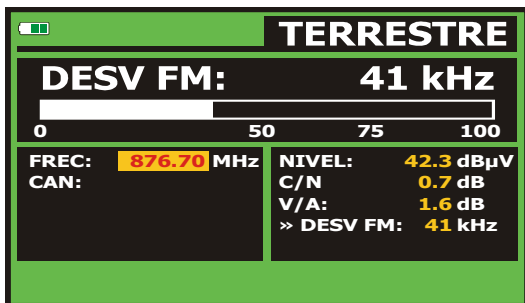 TERRESTRE
DESV FM: 41 kHz
0 50 75 100
FREC: 876.70 MHz
CAN:
NIVEL: 42.3 dBµV
C/N 0.7 dB
V/A: 1.6 dB
» DESV FM: 41 kHz